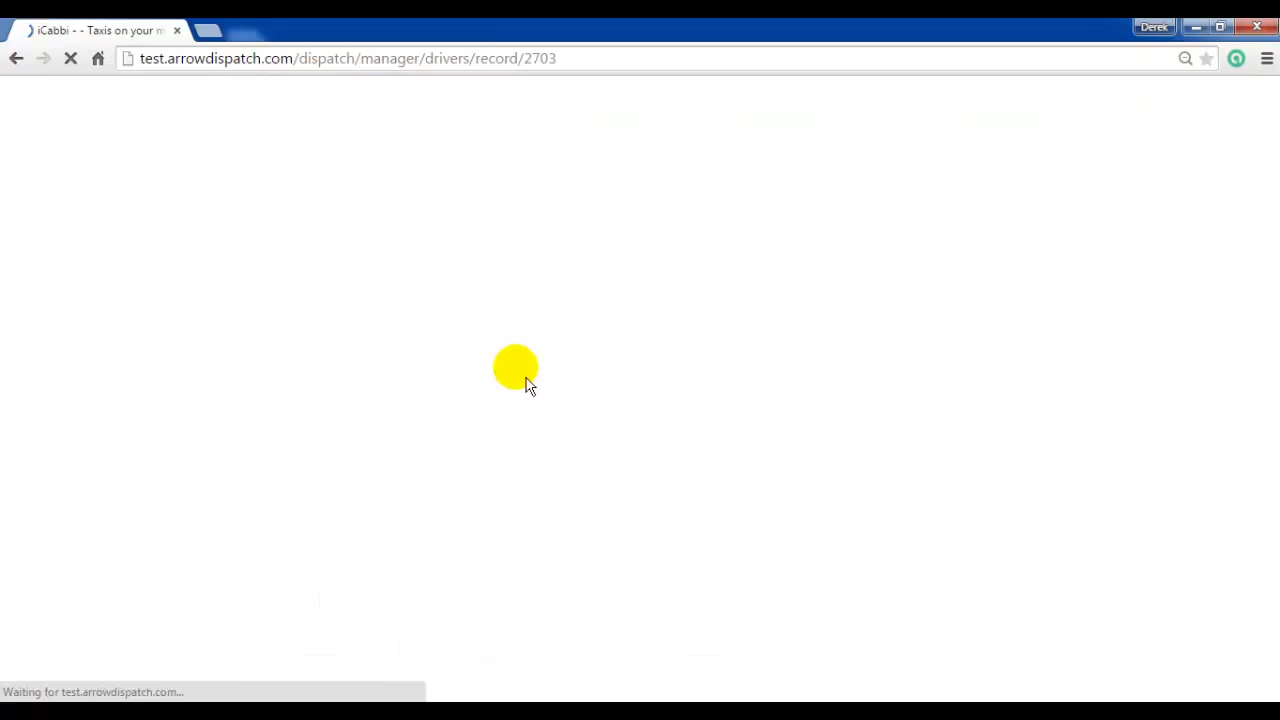 iCabbi - - Taxis on your m
Derek
test.arrowdispatch.com/dispatch/manager/drivers/record/2703
Waiting for test.arrowdispatch.com...